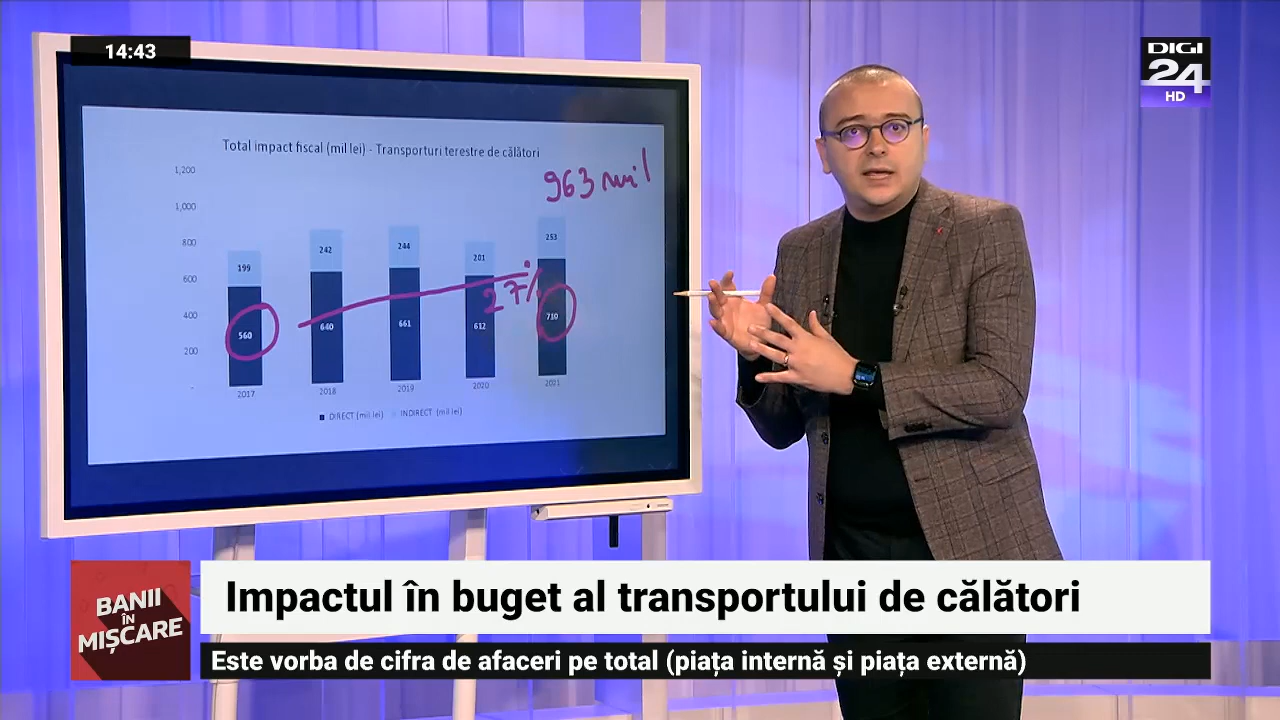 14:43
DIGI
24
HD
Total impact fiscal (mil lei) - Transporturi terestre de călători
963 mil
1,200
1,000
800
600
400
200
-
199
242
244
201
253
560
640
661
612
710
27%
2017
2018
2019
2020
2021
DIRECT (mil lei)
INDIRECT (mil lei)
BANII
ÎN
MIȘCARE
Impactul în buget al transportului de călători
Este vorba de cifra de afaceri pe total (piața internă și piața externă)